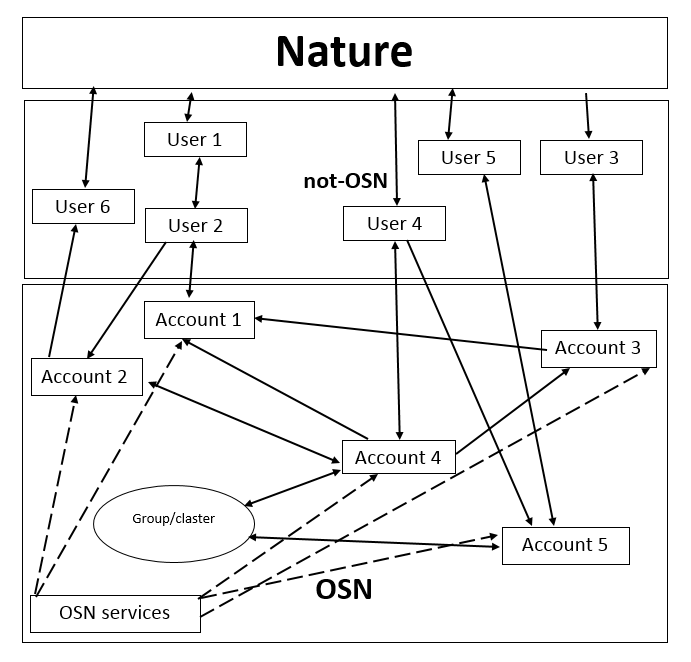 Nature
User 1
User 5
User 3
not-OSN
User 6
User 2
User 4
Account 1
Account 3
Account 2
Account 4
Group/claster
Account 5
OSN
OSN services